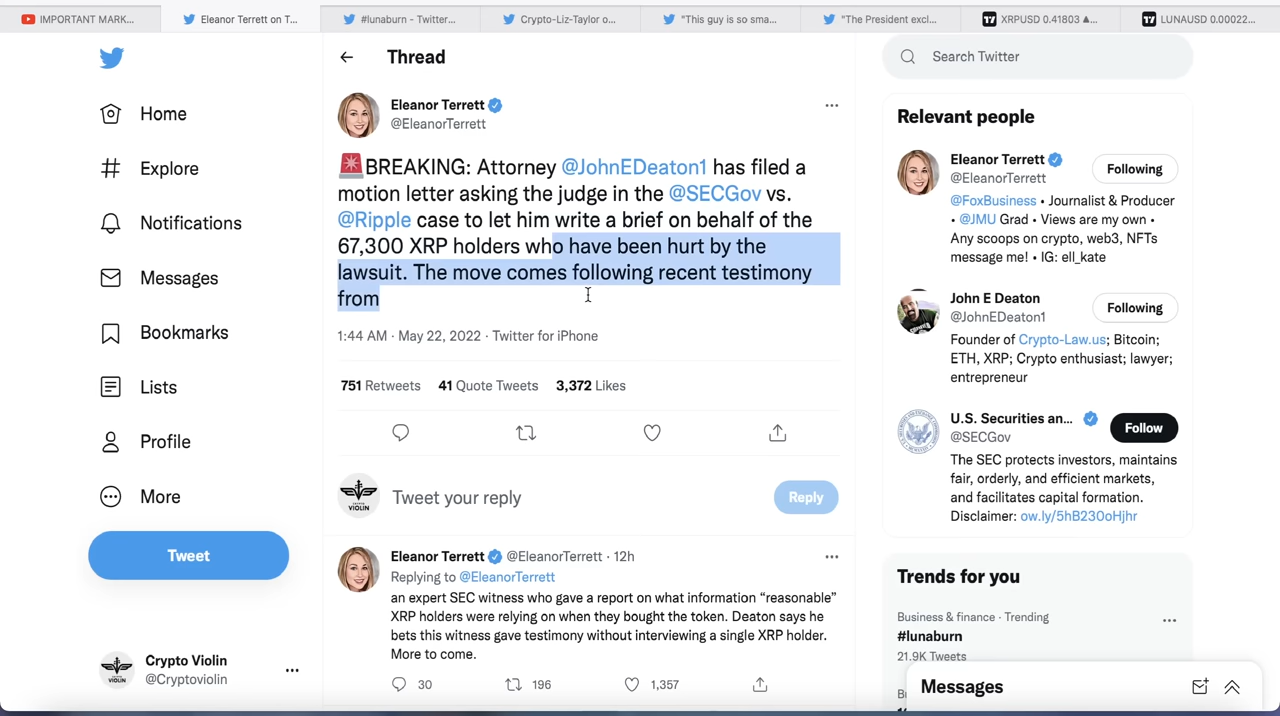 IMPORTANT MARK...
Eleanor Terrett on T...
#lunaburn - Twitter...
Crypto-Liz-Taylor o...
"This guy is so sma...
"The President excl...
XRPUSD 0.41803 ▲...
LUNAUSD 0.00022...
Home
Explore
Notifications
Messages
Bookmarks
Lists
Profile
More
Tweet
Crypto Violin
@Cryptoviolin
Thread
Eleanor Terrett
@EleanorTerrett
🚨BREAKING: Attorney @JohnEDeaton1 has filed a
motion letter asking the judge in the @SECGov vs.
@Ripple case to let him write a brief on behalf of the
67,300 XRP holders who have been hurt by the
lawsuit. The move comes following recent testimony
from
1:44 AM · May 22, 2022 · Twitter for iPhone
751 Retweets 41 Quote Tweets 3,372 Likes
CRYPTO
VIOLIN
Tweet your reply
Reply
Eleanor Terrett @EleanorTerrett · 12h
Replying to @EleanorTerrett
an expert SEC witness who gave a report on what information “reasonable”
XRP holders were relying on when they bought the token. Deaton says he
bets this witness gave testimony without interviewing a single XRP holder.
More to come.
30 196 1,357
Search Twitter
Relevant people
Eleanor Terrett
@EleanorTerrett
Following
@FoxBusiness • Journalist & Producer
• @JMU Grad • Views are my own •
Any scoops on crypto, web3, NFTs
message me! • IG: ell_kate
John E Deaton
@JohnEDeaton1
Following
Founder of Crypto-Law.us; Bitcoin;
ETH, XRP; Crypto enthusiast; lawyer;
entrepreneur
U.S. Securities an...
@SECGov
Follow
The SEC protects investors, maintains
fair, orderly, and efficient markets,
and facilitates capital formation.
Disclaimer: ow.ly/5hB230oHjhr
Trends for you
Business & finance · Trending
#lunaburn
21.9K Tweets
Messages